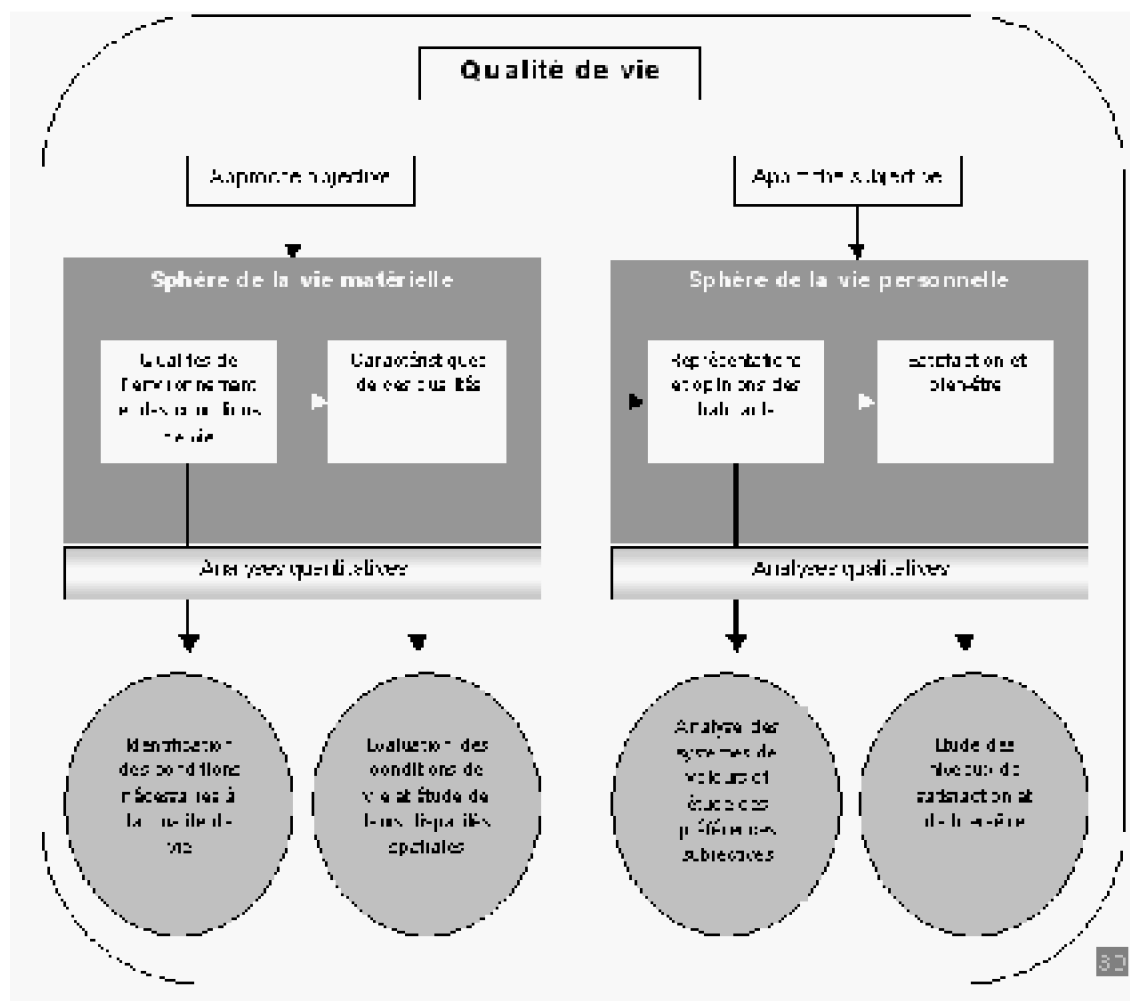 Qualité de vie
Approche objective
Approche subjective
Sphère de la vie matérielle
Sphère de la vie personnelle
Qualités de
l'environnement
et des conditions
de vie
Caractéristiques
de ces qualités
Représentations
et opinions des
habitants
Satisfaction et
bien-être
Analyses quantitatives
Analyses qualitatives
Identification
des conditions
nécessaires à
la qualité de
vie
Evaluation des
conditions de
vie et étude de
leurs disparités
spatiales
Analyse des
systèmes de
valeurs et
étude des
préférences
subjectives
Etude des
niveaux de
satisfaction et
de bien-être